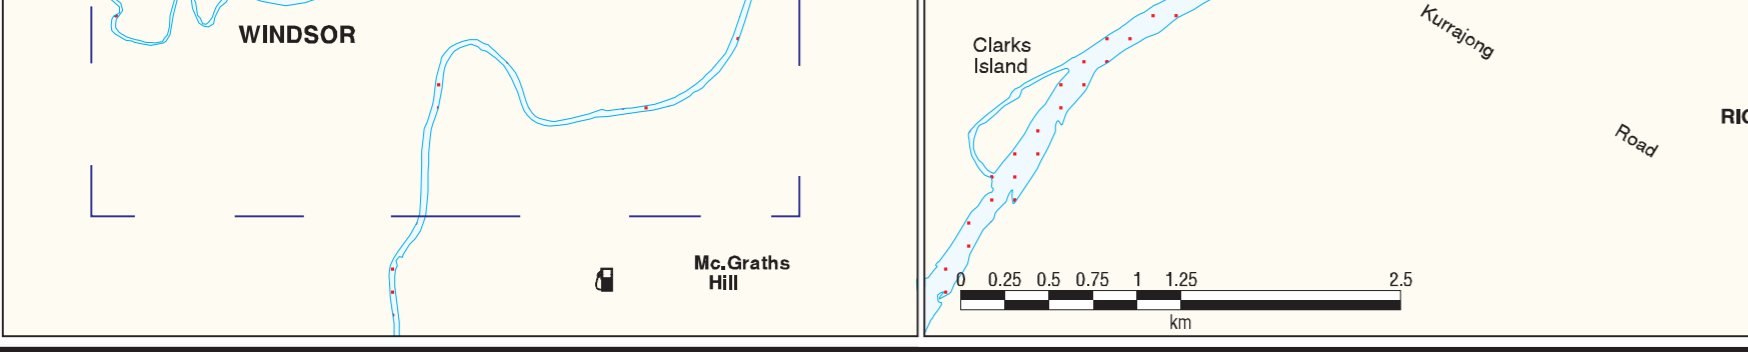 WINDSOR
Mc.Graths
Hill
Clarks
Island
Kurrajong
Road
0 0.25 0.5 0.75 1 1.25 2.5
km